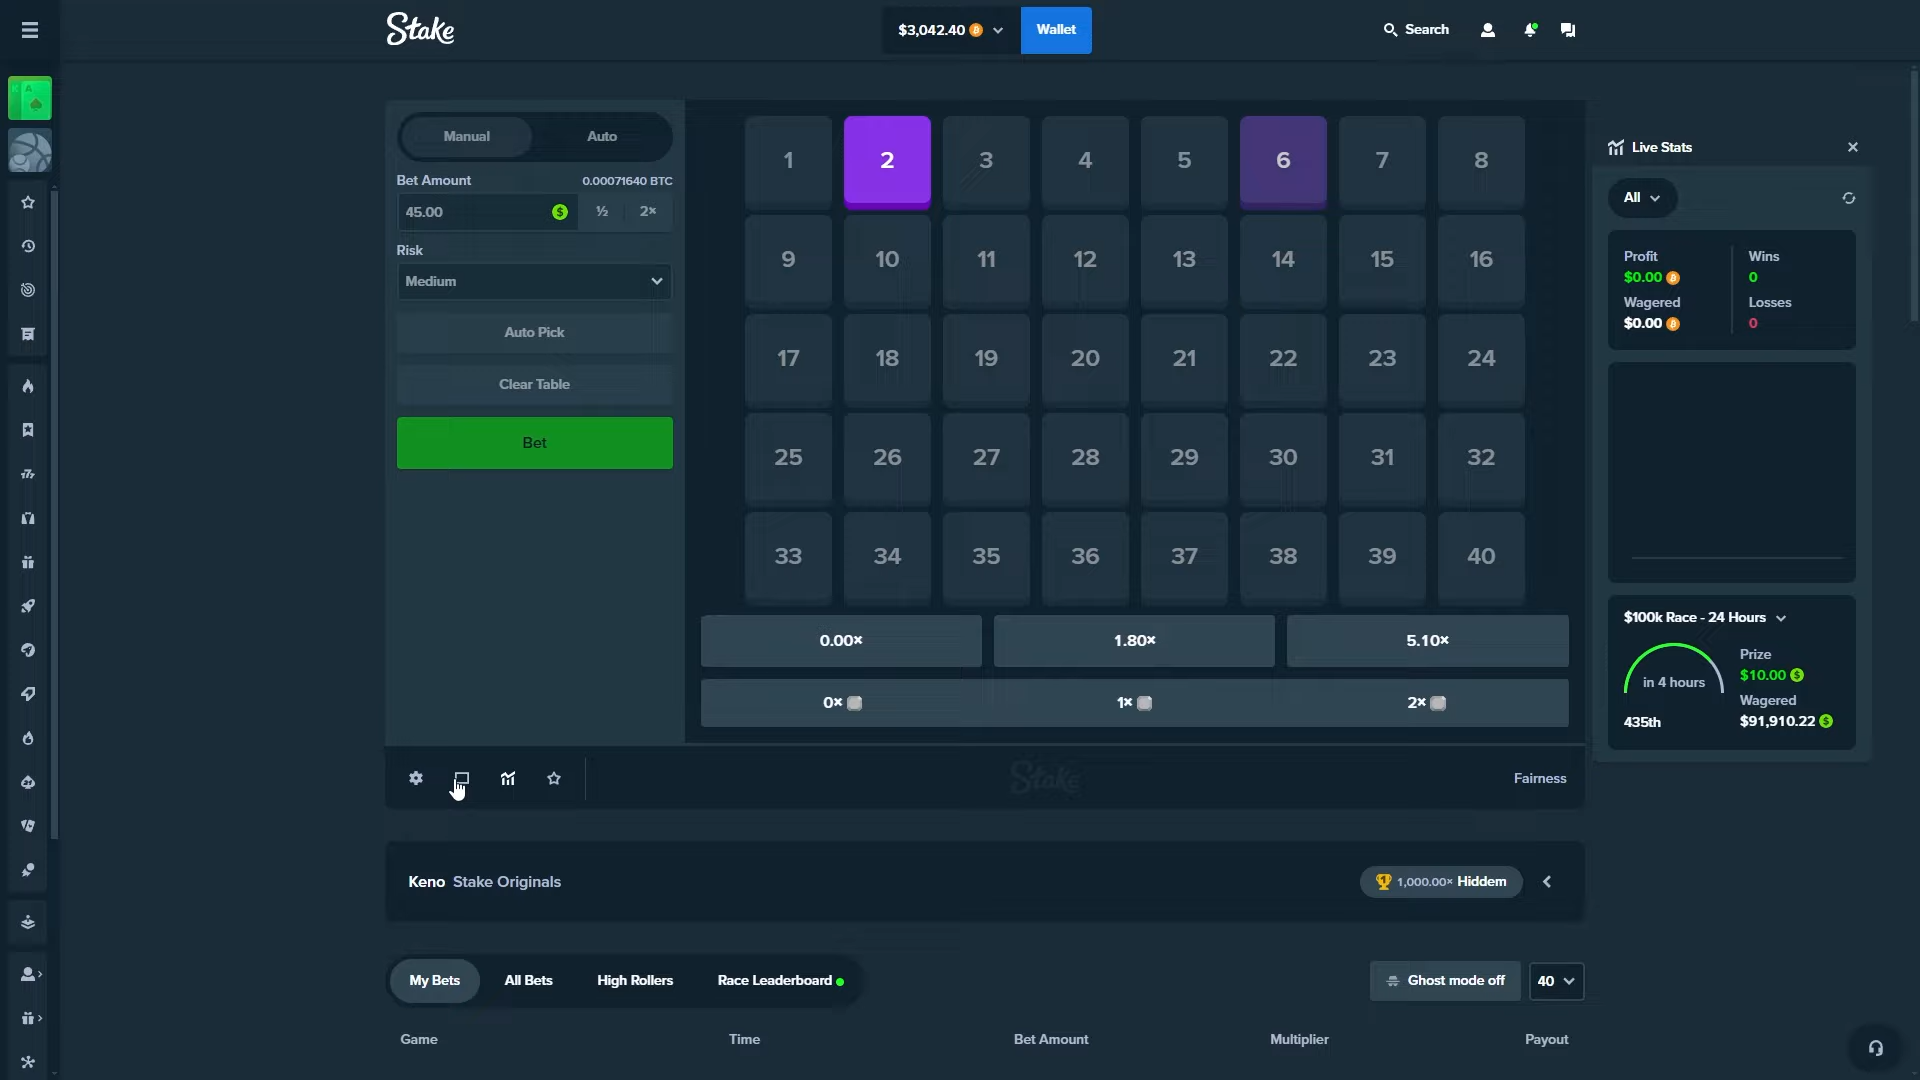 Stake
$3,042.40
Wallet
Search
Manual
Auto
Bet Amount
0.00071640 BTC
45.00
½
2×
Risk
Medium
Auto Pick
Clear Table
Bet
1 2 3 4 5 6 7 8
9 10 11 12 13 14 15 16
17 18 19 20 21 22 23 24
25 26 27 28 29 30 31 32
33 34 35 36 37 38 39 40
0.00× 1.80× 5.10×
0× 1× 2×
Stake
Fairness
Live Stats
All
Profit
$0.00
Wins
0
Wagered
$0.00
Losses
0
$100k Race - 24 Hours
in 4 hours
435th
Prize
$10.00
Wagered
$91,910.22
Keno Stake Originals
1,000.00× Hidden
My Bets
All Bets
High Rollers
Race Leaderboard
Ghost mode off
40
Game Time Bet Amount Multiplier Payout